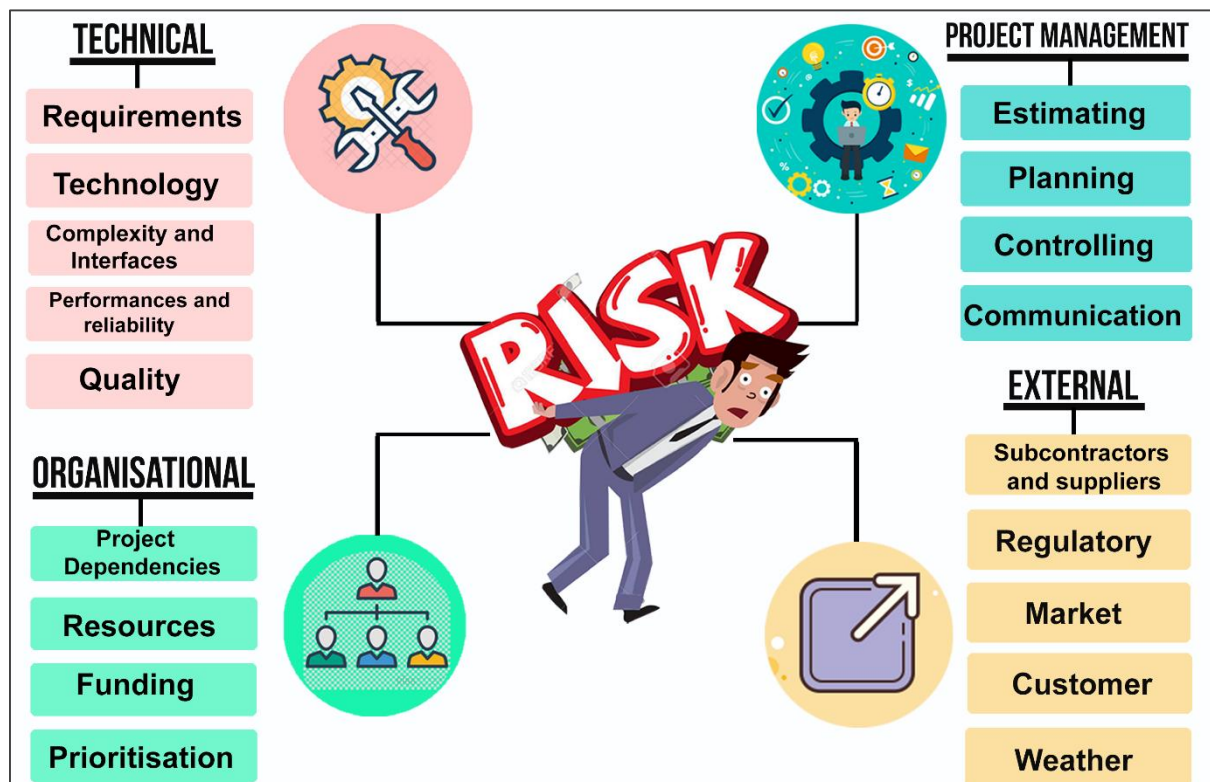 TECHNICAL
Requirements
Technology
Complexity and
Interfaces
Performances and
reliability
Quality
ORGANISATIONAL
Project
Dependencies
Resources
Funding
Prioritisation
RISK
PROJECT MANAGEMENT
Estimating
Planning
Controlling
Communication
EXTERNAL
Subcontractors
and suppliers
Regulatory
Market
Customer
Weather